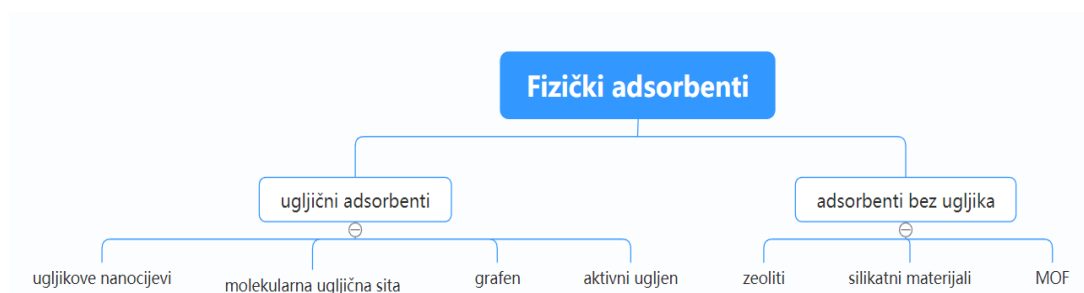 Fizički adsorbenti
ugljični adsorbenti
adsorbenti bez ugljika
ugljikove nanocijevi
molekularna ugljična sita
grafen
aktivni ugljen
zeoliti
silikatni materijali
MOF